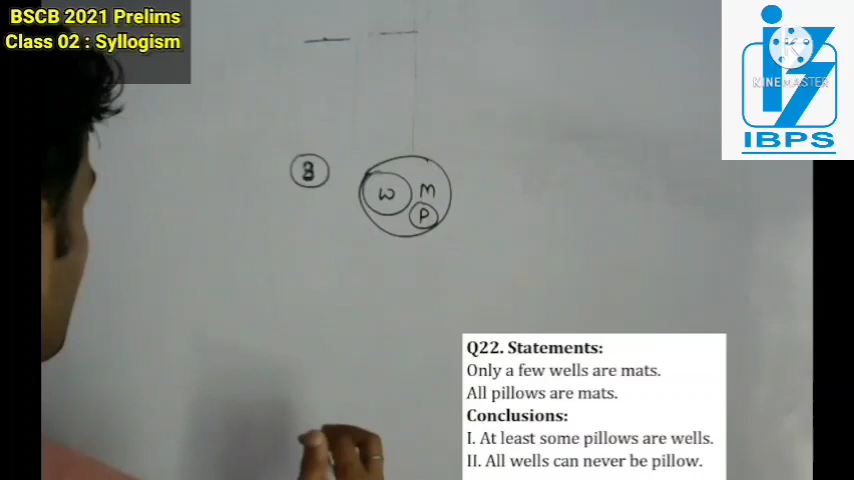 BSCB 2021 Prelims
Class 02 : Syllogism
KINEMASTER
IBPS
B
W M
P
Q22. Statements:
Only a few wells are mats.
All pillows are mats.
Conclusions:
I. At least some pillows are wells.
II. All wells can never be pillow.